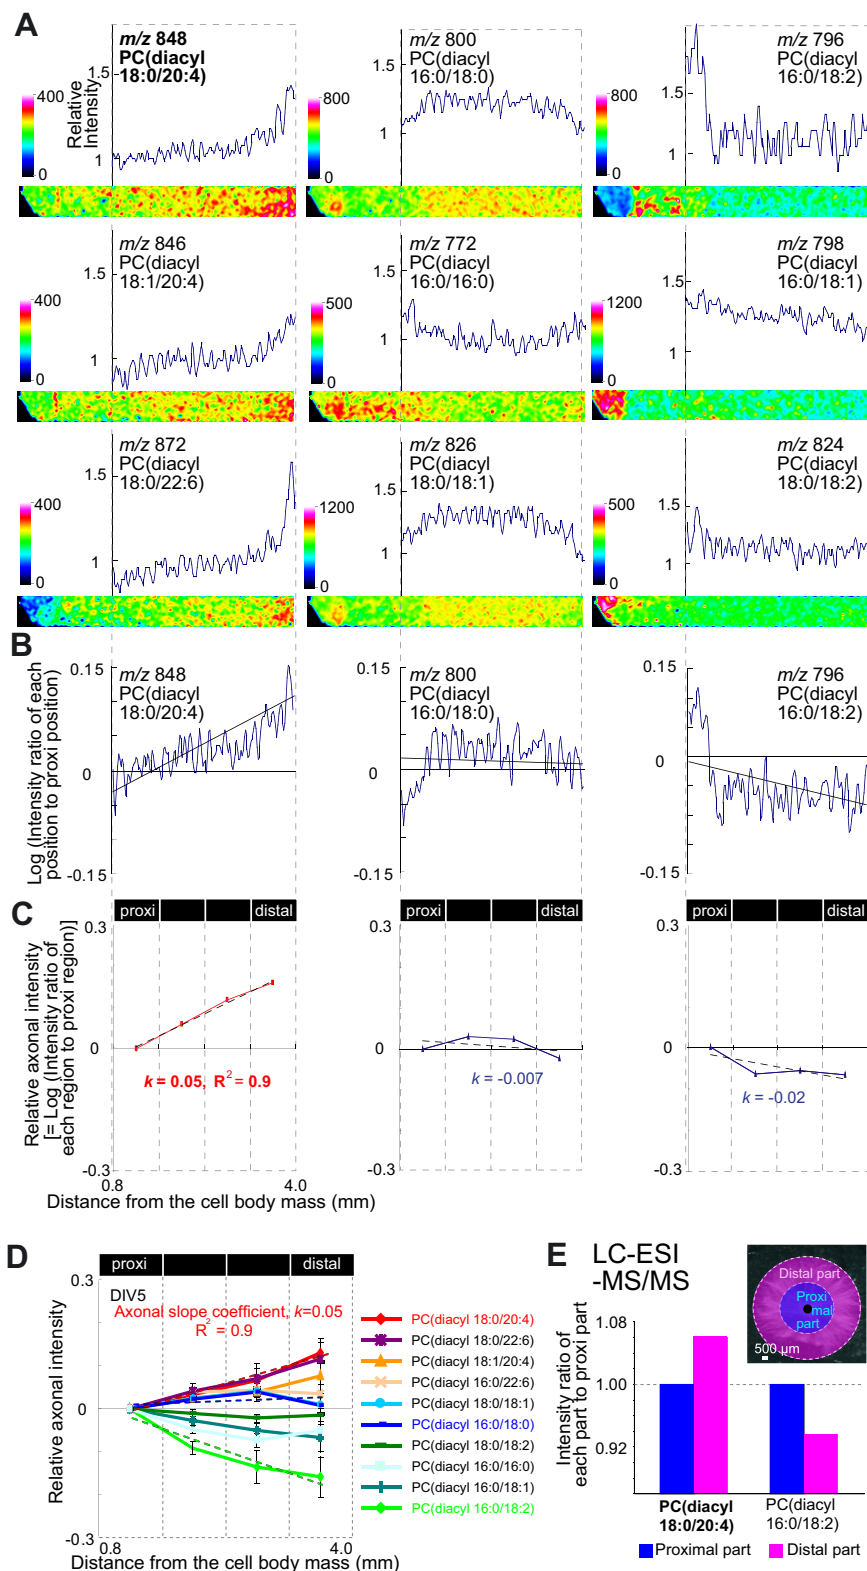 A
m/z 848
PC(diacyl
18:0/20:4)
Relative
Intensity
1.5
1
400
0
m/z 800
PC(diacyl
16:0/18:0)
1.5
1
800
0
m/z 796
PC(diacyl
16:0/18:2)
1.5
1
800
0
m/z 846
PC(diacyl
18:1/20:4)
1.5
1
400
0
m/z 772
PC(diacyl
16:0/16:0)
1.5
1
500
0
m/z 798
PC(diacyl
16:0/18:1)
1.5
1
1200
0
m/z 872
PC(diacyl
18:0/22:6)
1.5
1
400
0
m/z 826
PC(diacyl
18:0/18:1)
1.5
1
1200
0
m/z 824
PC(diacyl
18:0/18:2)
1.5
1
500
0
B
Log (Intensity ratio of each
position to proxi position)
0.15
0
-0.15
m/z 848
PC(diacyl
18:0/20:4)
0.15
0
-0.15
m/z 800
PC(diacyl
16:0/18:0)
0.15
0
-0.15
m/z 796
PC(diacyl
16:0/18:2)
C
Relative axonal intensity
[= Log (Intensity ratio of
each region to proxi region)]
proxi distal
0.3
0
-0.3
k = 0.05, R2 = 0.9
0.8 4.0
Distance from the cell body mass (mm)
proxi distal
0.3
0
-0.3
k = -0.007
proxi distal
0.3
0
-0.3
k = -0.02
D
proxi distal
0.3
0
-0.3
Relative axonal intensity
DIV5
Axonal slope coefficient, k=0.05
R2 = 0.9
PC(diacyl 18:0/20:4)
PC(diacyl 18:0/22:6)
PC(diacyl 18:1/20:4)
PC(diacyl 16:0/22:6)
PC(diacyl 18:0/18:1)
PC(diacyl 16:0/18:0)
PC(diacyl 18:0/18:2)
PC(diacyl 16:0/16:0)
PC(diacyl 16:0/18:1)
PC(diacyl 16:0/18:2)
0.8 4.0
Distance from the cell body mass (mm)
E
LC-ESI
-MS/MS
Distal part
Proxi
mal
part
500 µm
Intensity ratio of
each part to proxi part
1.08
1.00
0.92
PC(diacyl
18:0/20:4)
PC(diacyl
16:0/18:2)
Proximal part
Distal part